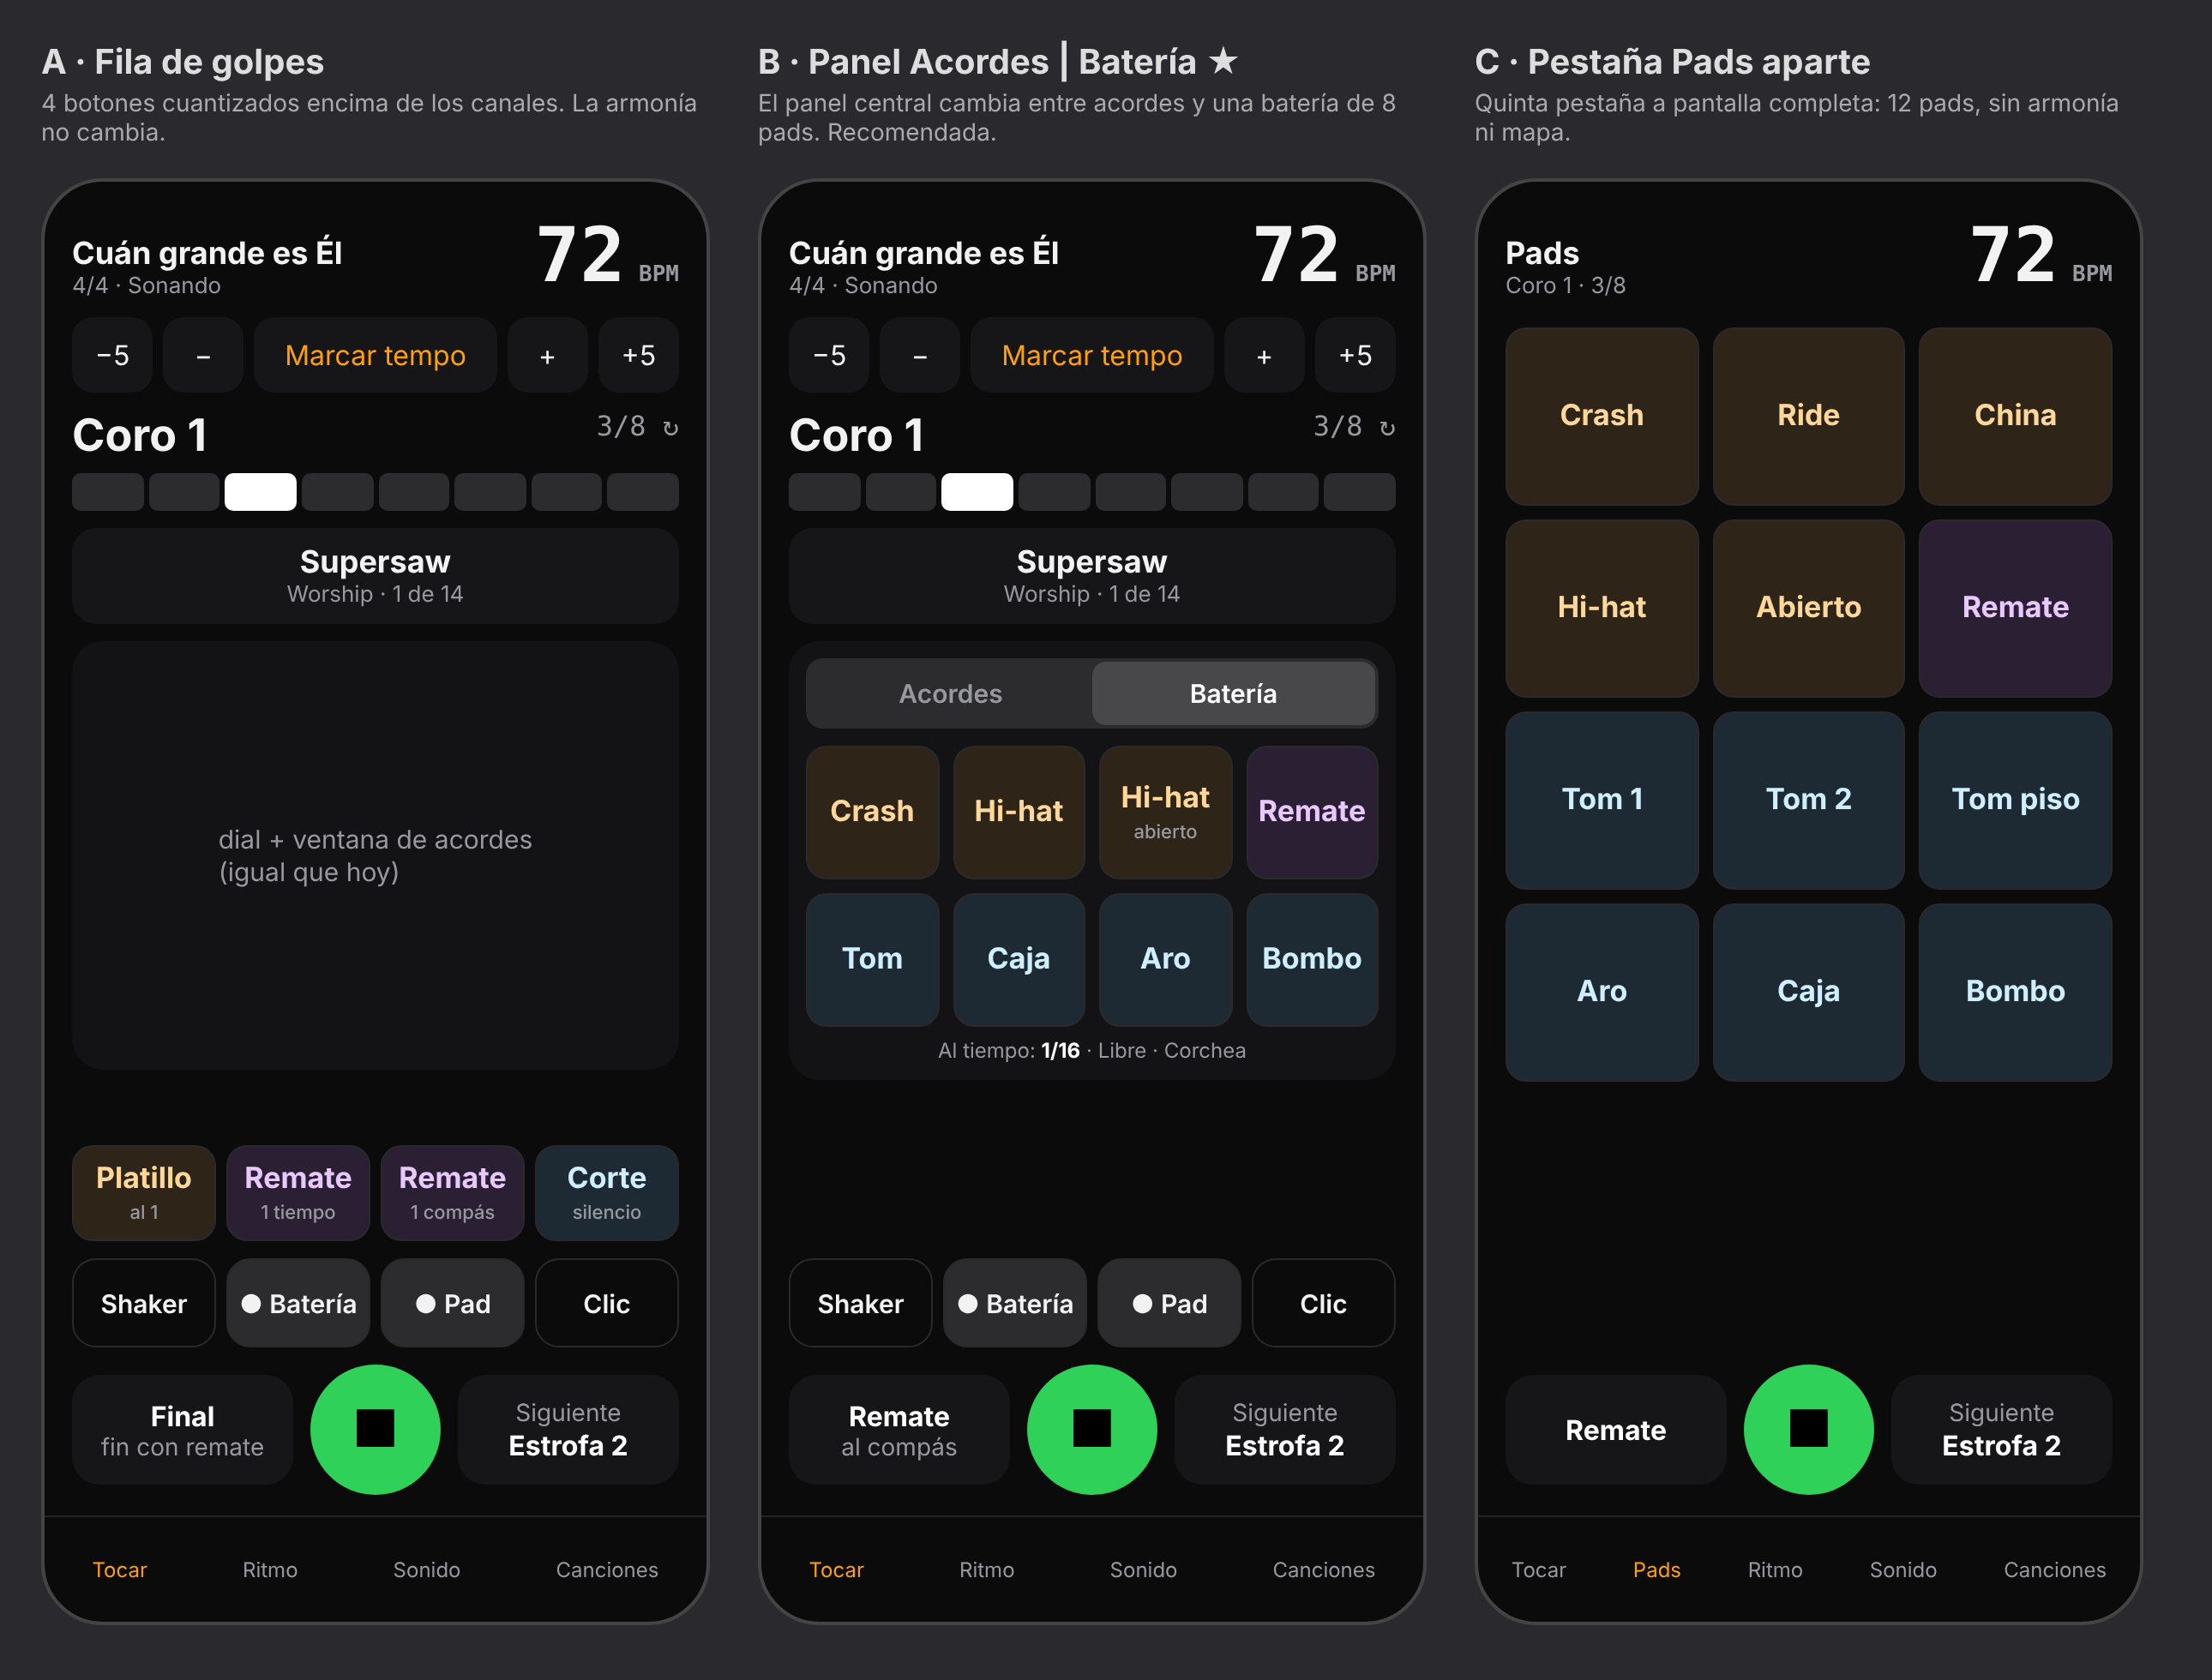 A · Fila de golpes
4 botones cuantizados encima de los canales. La armonía
no cambia.
Cuán grande es Él
4/4 · Sonando
72 BPM
−5
−
Marcar tempo
+
+5
Coro 1
3/8 ↻
Supersaw
Worship · 1 de 14
dial + ventana de acordes
(igual que hoy)
Platillo
al 1
Remate
1 tiempo
Remate
1 compás
Corte
silencio
Shaker
Batería
Pad
Clic
Final
fin con remate
Siguiente
Estrofa 2
Tocar
Ritmo
Sonido
Canciones
B · Panel Acordes | Batería ★
El panel central cambia entre acordes y una batería de 8
pads. Recomendada.
Cuán grande es Él
4/4 · Sonando
72 BPM
−5
−
Marcar tempo
+
+5
Coro 1
3/8 ↻
Supersaw
Worship · 1 de 14
Acordes
Batería
Crash
Hi-hat
Hi-hat
abierto
Remate
Tom
Caja
Aro
Bombo
Al tiempo: 1/16 · Libre · Corchea
Shaker
Batería
Pad
Clic
Remate
al compás
Siguiente
Estrofa 2
Tocar
Ritmo
Sonido
Canciones
C · Pestaña Pads aparte
Quinta pestaña a pantalla completa: 12 pads, sin armonía
ni mapa.
Pads
Coro 1 · 3/8
72 BPM
Crash
Ride
China
Hi-hat
Abierto
Remate
Tom 1
Tom 2
Tom piso
Aro
Caja
Bombo
Remate
Siguiente
Estrofa 2
Tocar
Pads
Ritmo
Sonido
Canciones